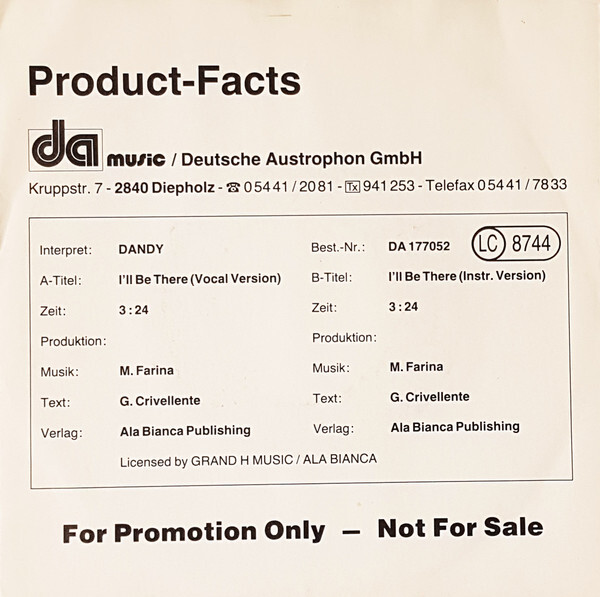 Product-Facts
da music / Deutsche Austrophon GmbH
Kruppstr. 7 - 2840 Diepholz - ☎ 05441/2081 - Tx 941253 - Telefax 05441/7833
Interpret: DANDY Best.-Nr.: DA 177052 LC 8744
A-Titel: I'll Be There (Vocal Version) B-Titel: I'll Be There (Instr. Version)
Zeit: 3:24 Zeit: 3:24
Produktion: Produktion:
Musik: M. Farina Musik: M. Farina
Text: G. Crivellente Text: G. Crivellente
Verlag: Ala Bianca Publishing Verlag: Ala Bianca Publishing
Licensed by GRAND H MUSIC / ALA BIANCA
For Promotion Only – Not For Sale